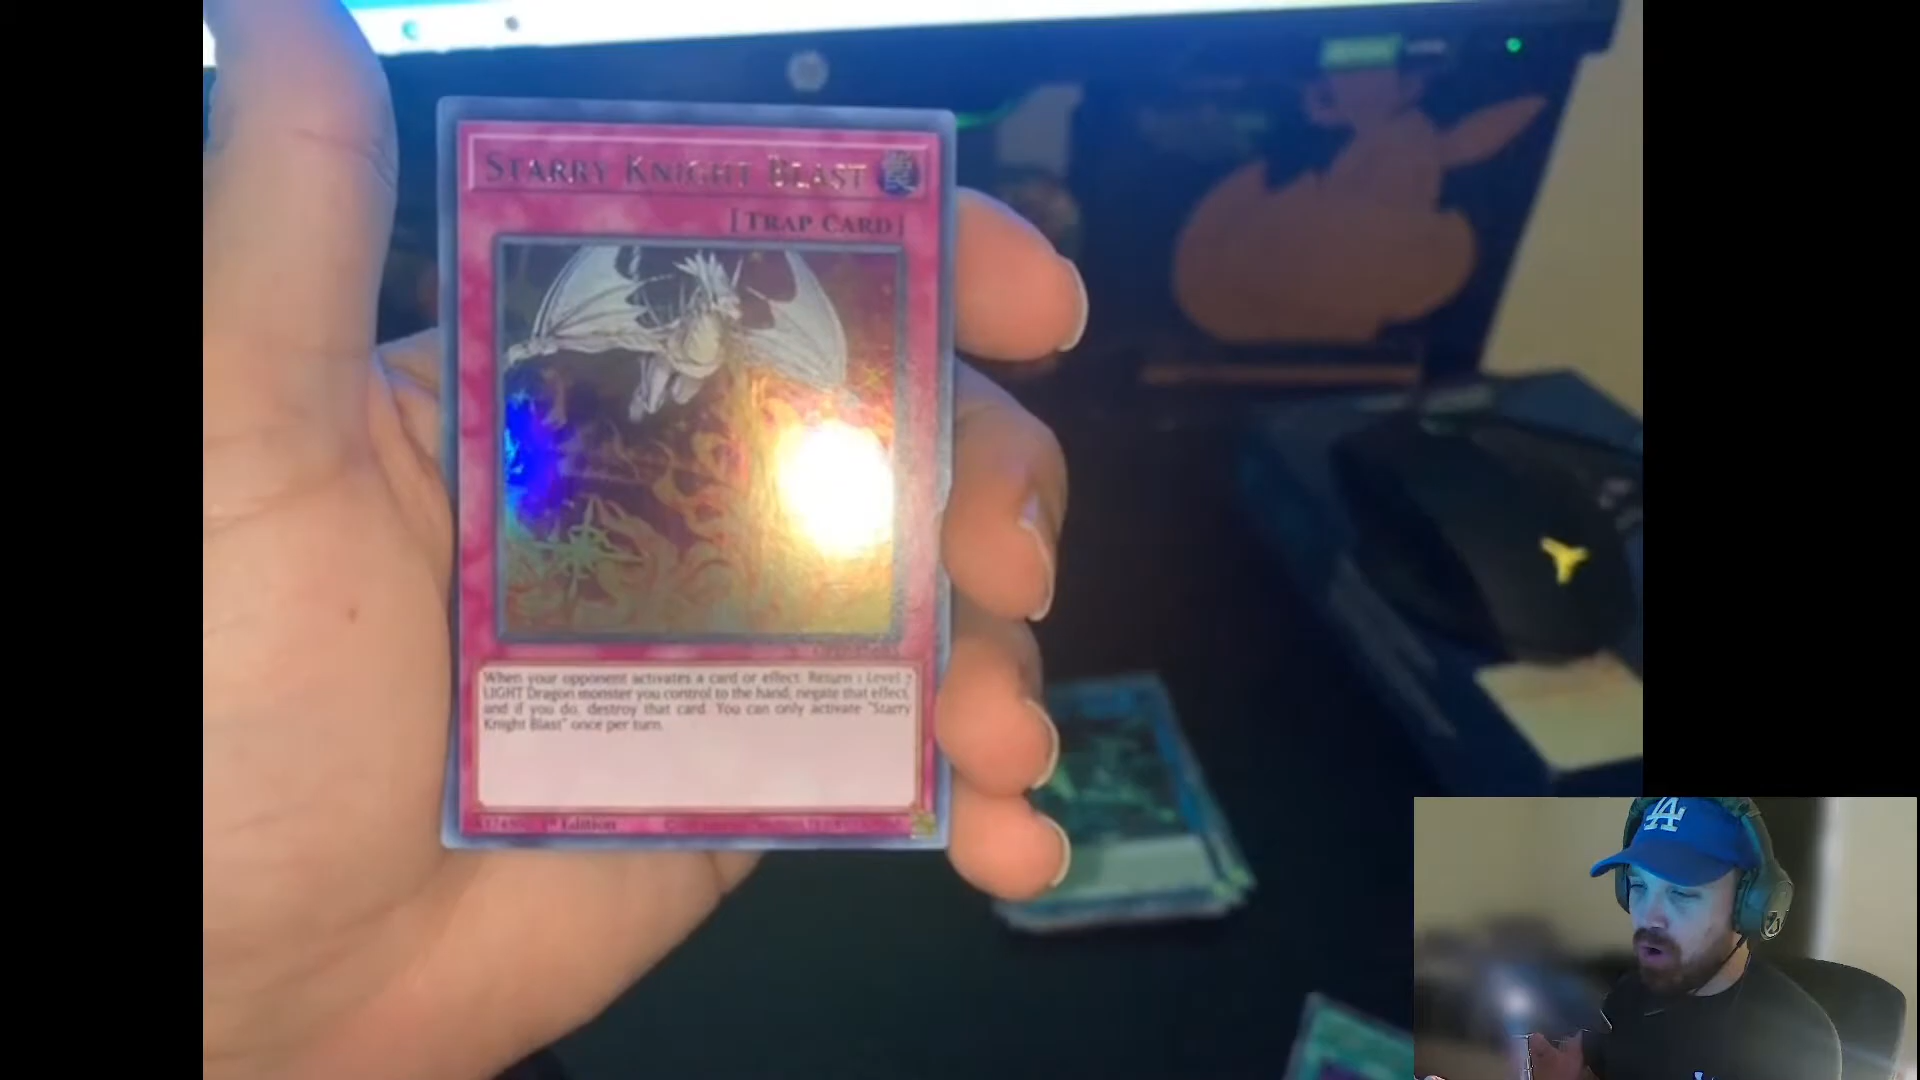 STARRY KNIGHT BLAST
[TRAP CARD]
When your opponent activates a card or effect: Return 1 Level 7
LIGHT Dragon monster you control to the hand, negate that effect,
and if you do, destroy that card. You can only activate "Starry
Knight Blast" once per turn.
1st Edition
LA